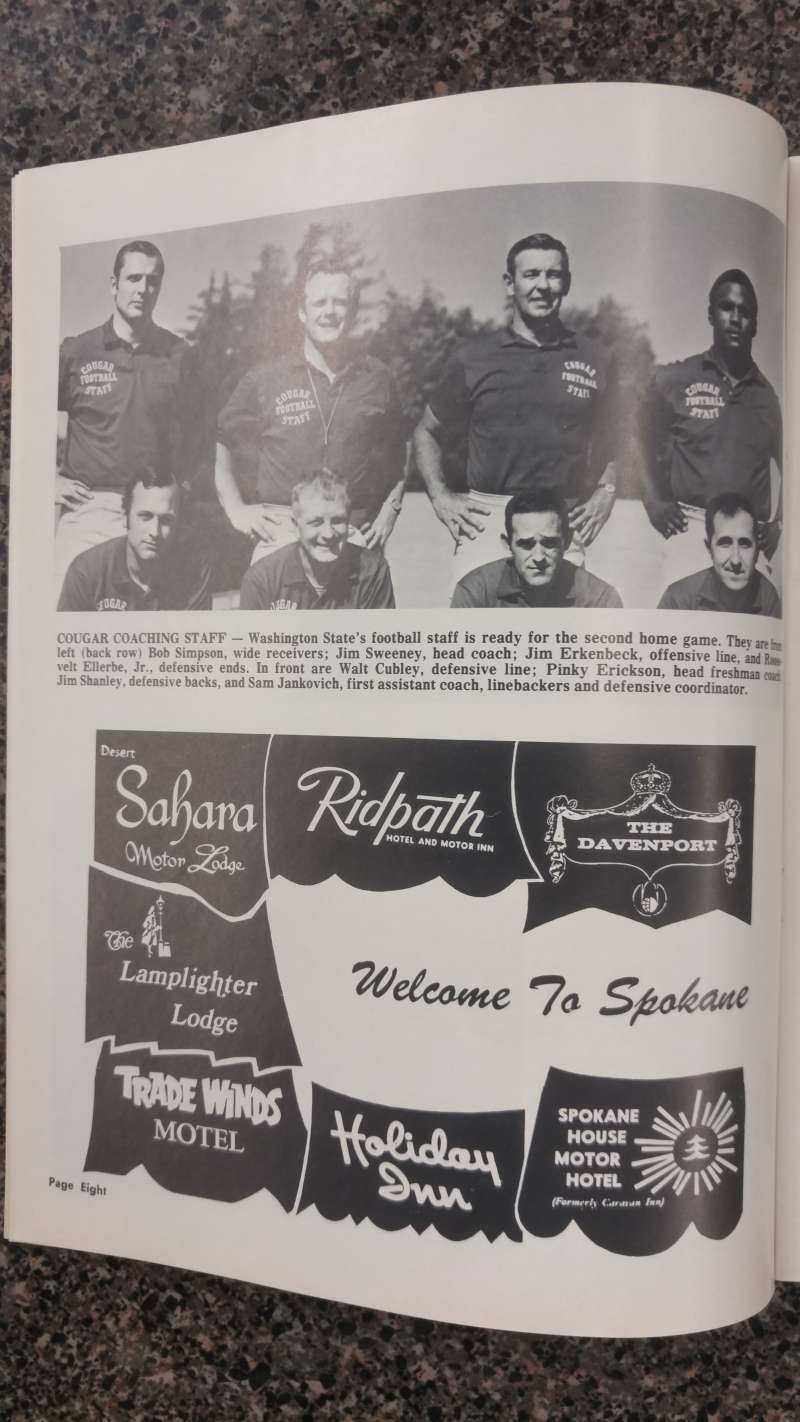 COUGAR
FOOTBALL
STAFF
COUGAR
FOOTBALL
STAFF
COUGAR
FOOTBALL
STAFF
COUGAR
FOOTBALL
STAFF
COUGAR COACHING STAFF — Washington State's football staff is ready for the second home game. They are from
left (back row) Bob Simpson, wide receivers; Jim Sweeney, head coach; Jim Erkenbeck, offensive line, and Roose-
velt Ellerbe, Jr., defensive ends. In front are Walt Cubley, defensive line; Pinky Erickson, head freshman coach
Jim Shanley, defensive backs, and Sam Jankovich, first assistant coach, linebackers and defensive coordinator.
Desert
Sahara
Motor Lodge
Ridpath
HOTEL AND MOTOR INN
THE
DAVENPORT
The
Lamplighter
Lodge
Welcome To Spokane
TRADE WINDS
MOTEL
Holiday
Inn
SPOKANE
HOUSE
MOTOR
HOTEL
(Formerly Caravan Inn)
Page Eight